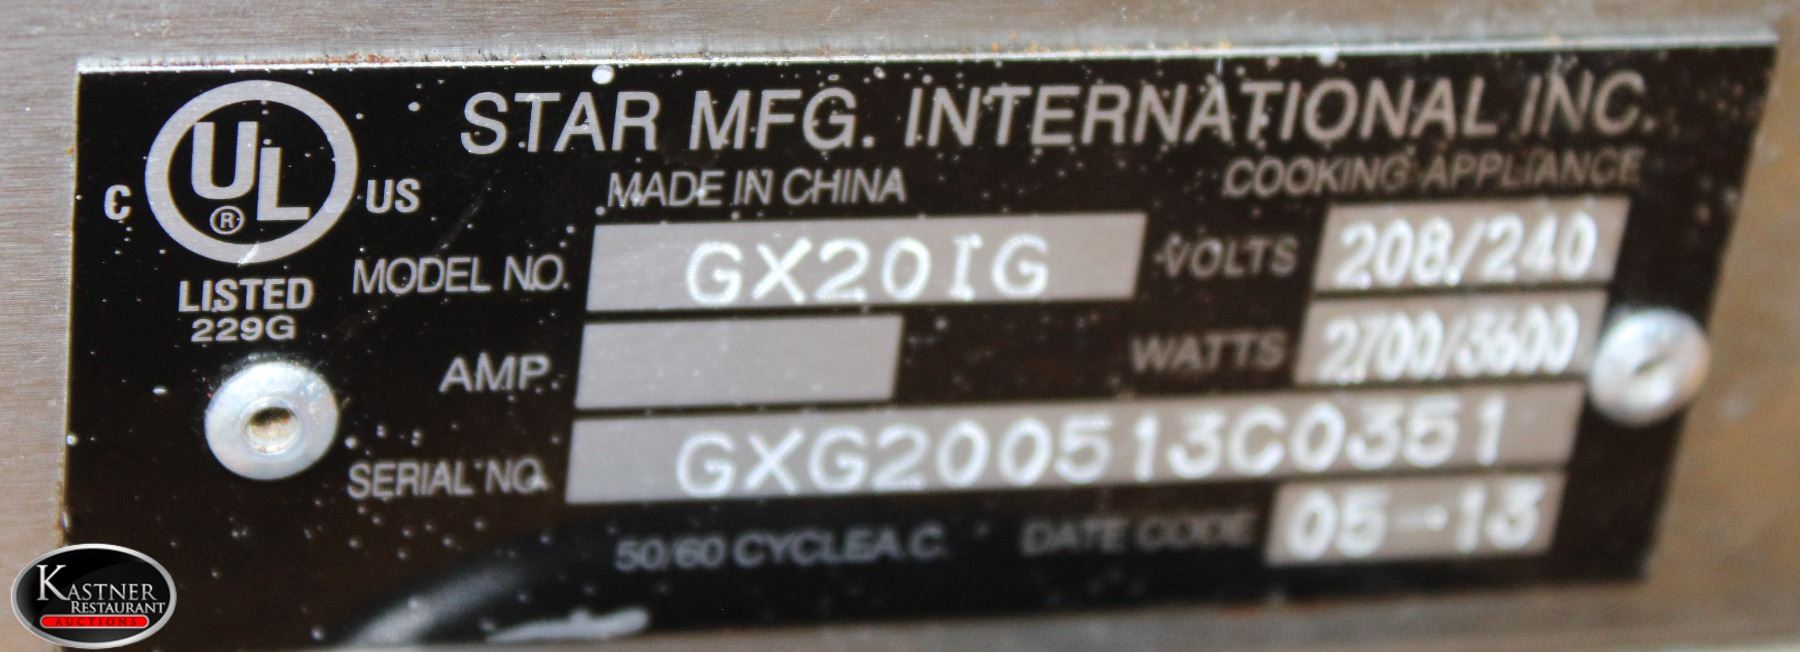 STAR MFG. INTERNATIONAL INC.
MADE IN CHINA
COOKING APPLIANCE
C UL ® US
LISTED
229G
MODEL NO. GX20IG
VOLTS 208/240
AMP.
WATTS 2700/3600
SERIAL NO. GXG200513C0351
50/60 CYCLE A.C.
DATE CODE 05-13
KASTNER
RESTAURANT
AUCTIONS